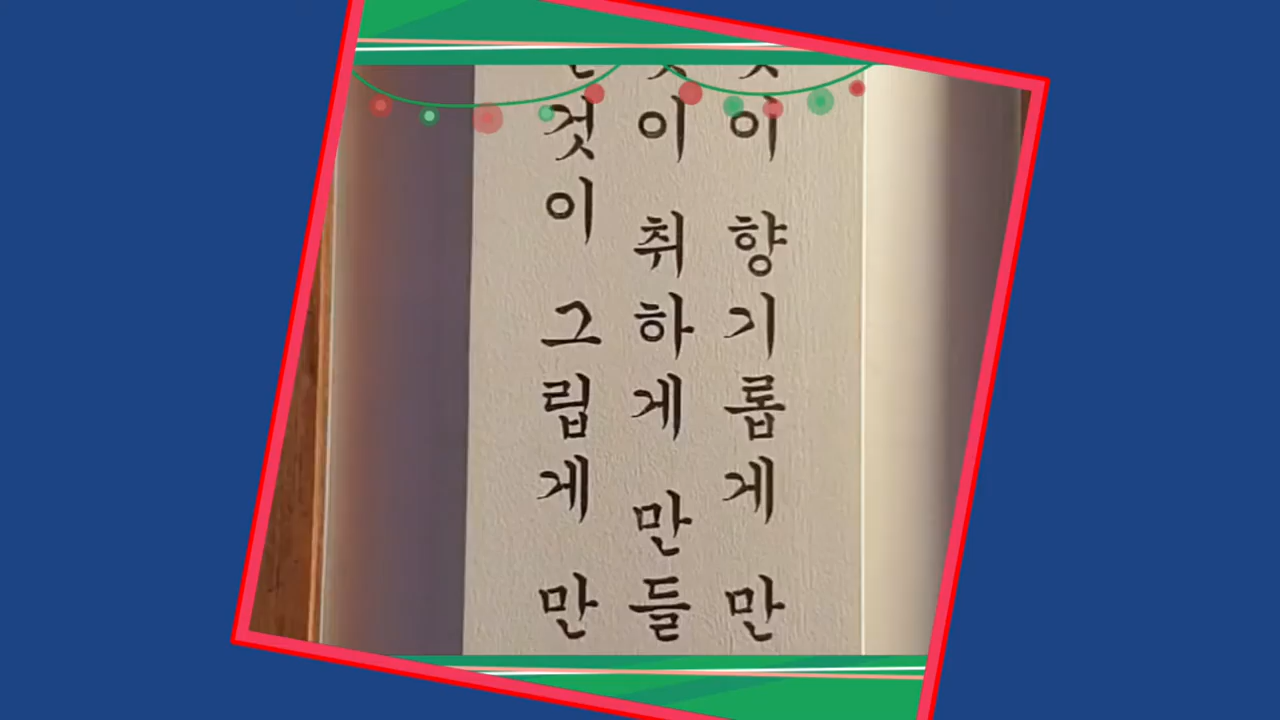 이 향기롭게 만
이 취하게 만들
것이 그립게 만